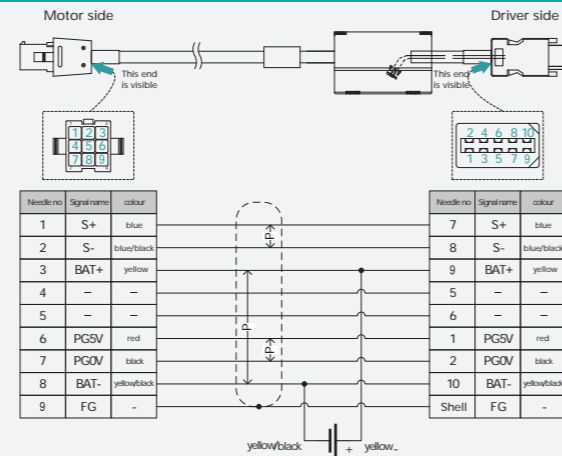 Motor side
Driver side
This end
is visible
This end
is visible
1 2 3
4 5 6
7 8 9
2 4 6 8 10
1 3 5 7 9
Needle no Signal name colour
1 S+ blue
2 S- blue/black
3 BAT+ yellow
4 – –
5 – –
6 PG5V red
7 PG0V black
8 BAT- yellow/black
9 FG -
P
P
P
Needle no Signal name colour
7 S+ blue
8 S- blue/black
9 BAT+ yellow
5 – –
6 – –
1 PG5V red
2 PG0V black
10 BAT- yellow/black
Shell FG -
yellow/black + yellow-